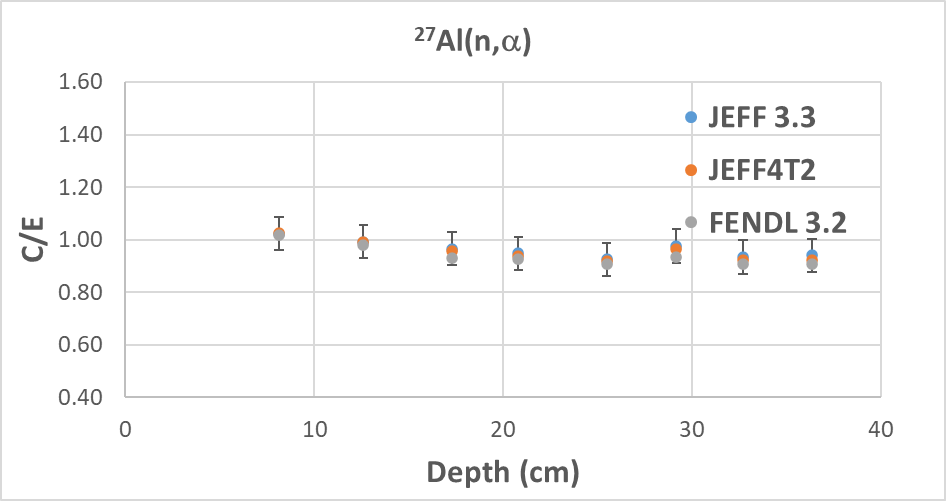 ²⁷Al(n,α)
1.60
1.40
1.20
1.00
0.80
0.60
0.40
C/E
JEFF 3.3
JEFF4T2
FENDL 3.2
0 10 20 30 40
Depth (cm)